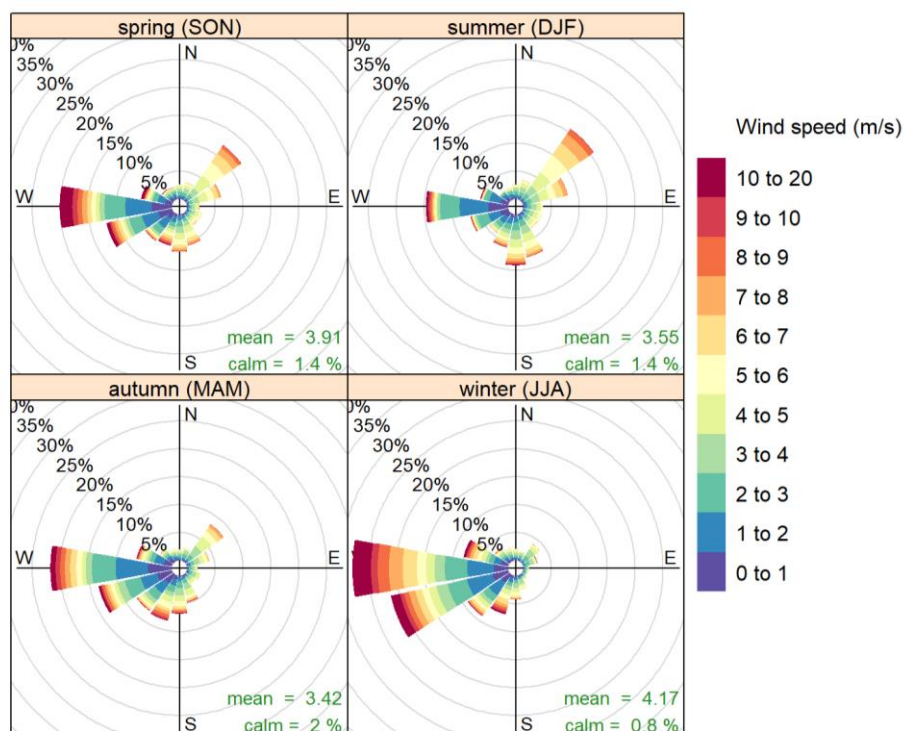 spring (SON)
0%
35%
30%
25%
20%
15%
10%
5%
N
W
E
S
mean = 3.91
calm = 1.4 %
summer (DJF)
0%
35%
30%
25%
20%
15%
10%
5%
N
W
E
S
mean = 3.55
calm = 1.4 %
autumn (MAM)
0%
35%
30%
25%
20%
15%
10%
5%
N
W
E
S
mean = 3.42
calm = 2 %
winter (JJA)
0%
35%
30%
25%
20%
15%
10%
5%
N
W
E
S
mean = 4.17
calm = 0.8 %
Wind speed (m/s)
10 to 20
9 to 10
8 to 9
7 to 8
6 to 7
5 to 6
4 to 5
3 to 4
2 to 3
1 to 2
0 to 1